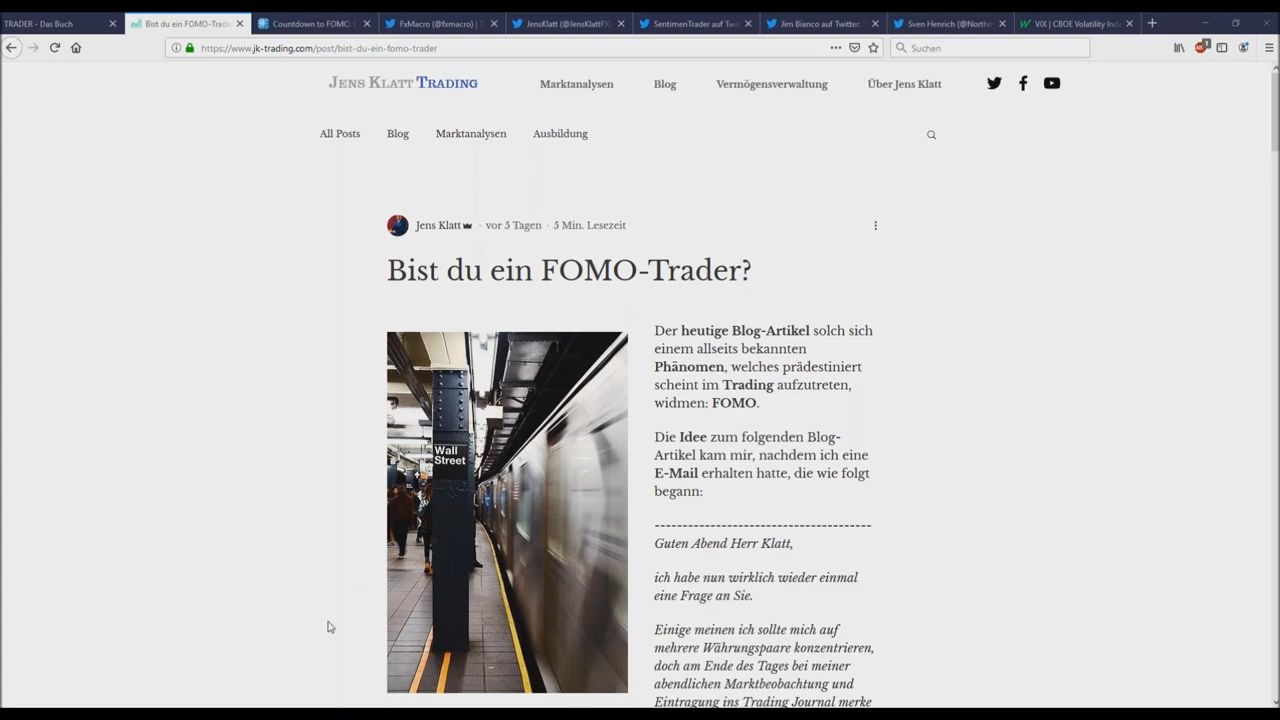 TRADER - Das Buch
Bist du ein FOMO-Trade
Countdown to FOMC: C
FxMacro (@fxmacro) | T
JensKlatt (@JensKlattFX
SentimenTrader auf Twit
Jim Bianco auf Twitter:
Sven Henrich (@Northm
VIX | CBOE Volatility Ind
https://www.jk-trading.com/post/bist-du-ein-fomo-trader
Suchen
JENS KLATT TRADING
Marktanalysen
Blog
Vermögensverwaltung
Über Jens Klatt
All Posts
Blog
Marktanalysen
Ausbildung
Jens Klatt · vor 5 Tagen · 5 Min. Lesezeit
Bist du ein FOMO-Trader?
Wall
Street
Der heutige Blog-Artikel solch sich
einem allseits bekannten
Phänomen, welches prädestiniert
scheint im Trading aufzutreten,
widmen: FOMO.
Die Idee zum folgenden Blog-
Artikel kam mir, nachdem ich eine
E-Mail erhalten hatte, die wie folgt
begann:
--------------------------------------
Guten Abend Herr Klatt,
ich habe nun wirklich wieder einmal
eine Frage an Sie.
Einige meinen ich sollte mich auf
mehrere Währungspaare konzentrieren,
doch am Ende des Tages bei meiner
abendlichen Marktbeobachtung und
Eintragung ins Trading Journal merke